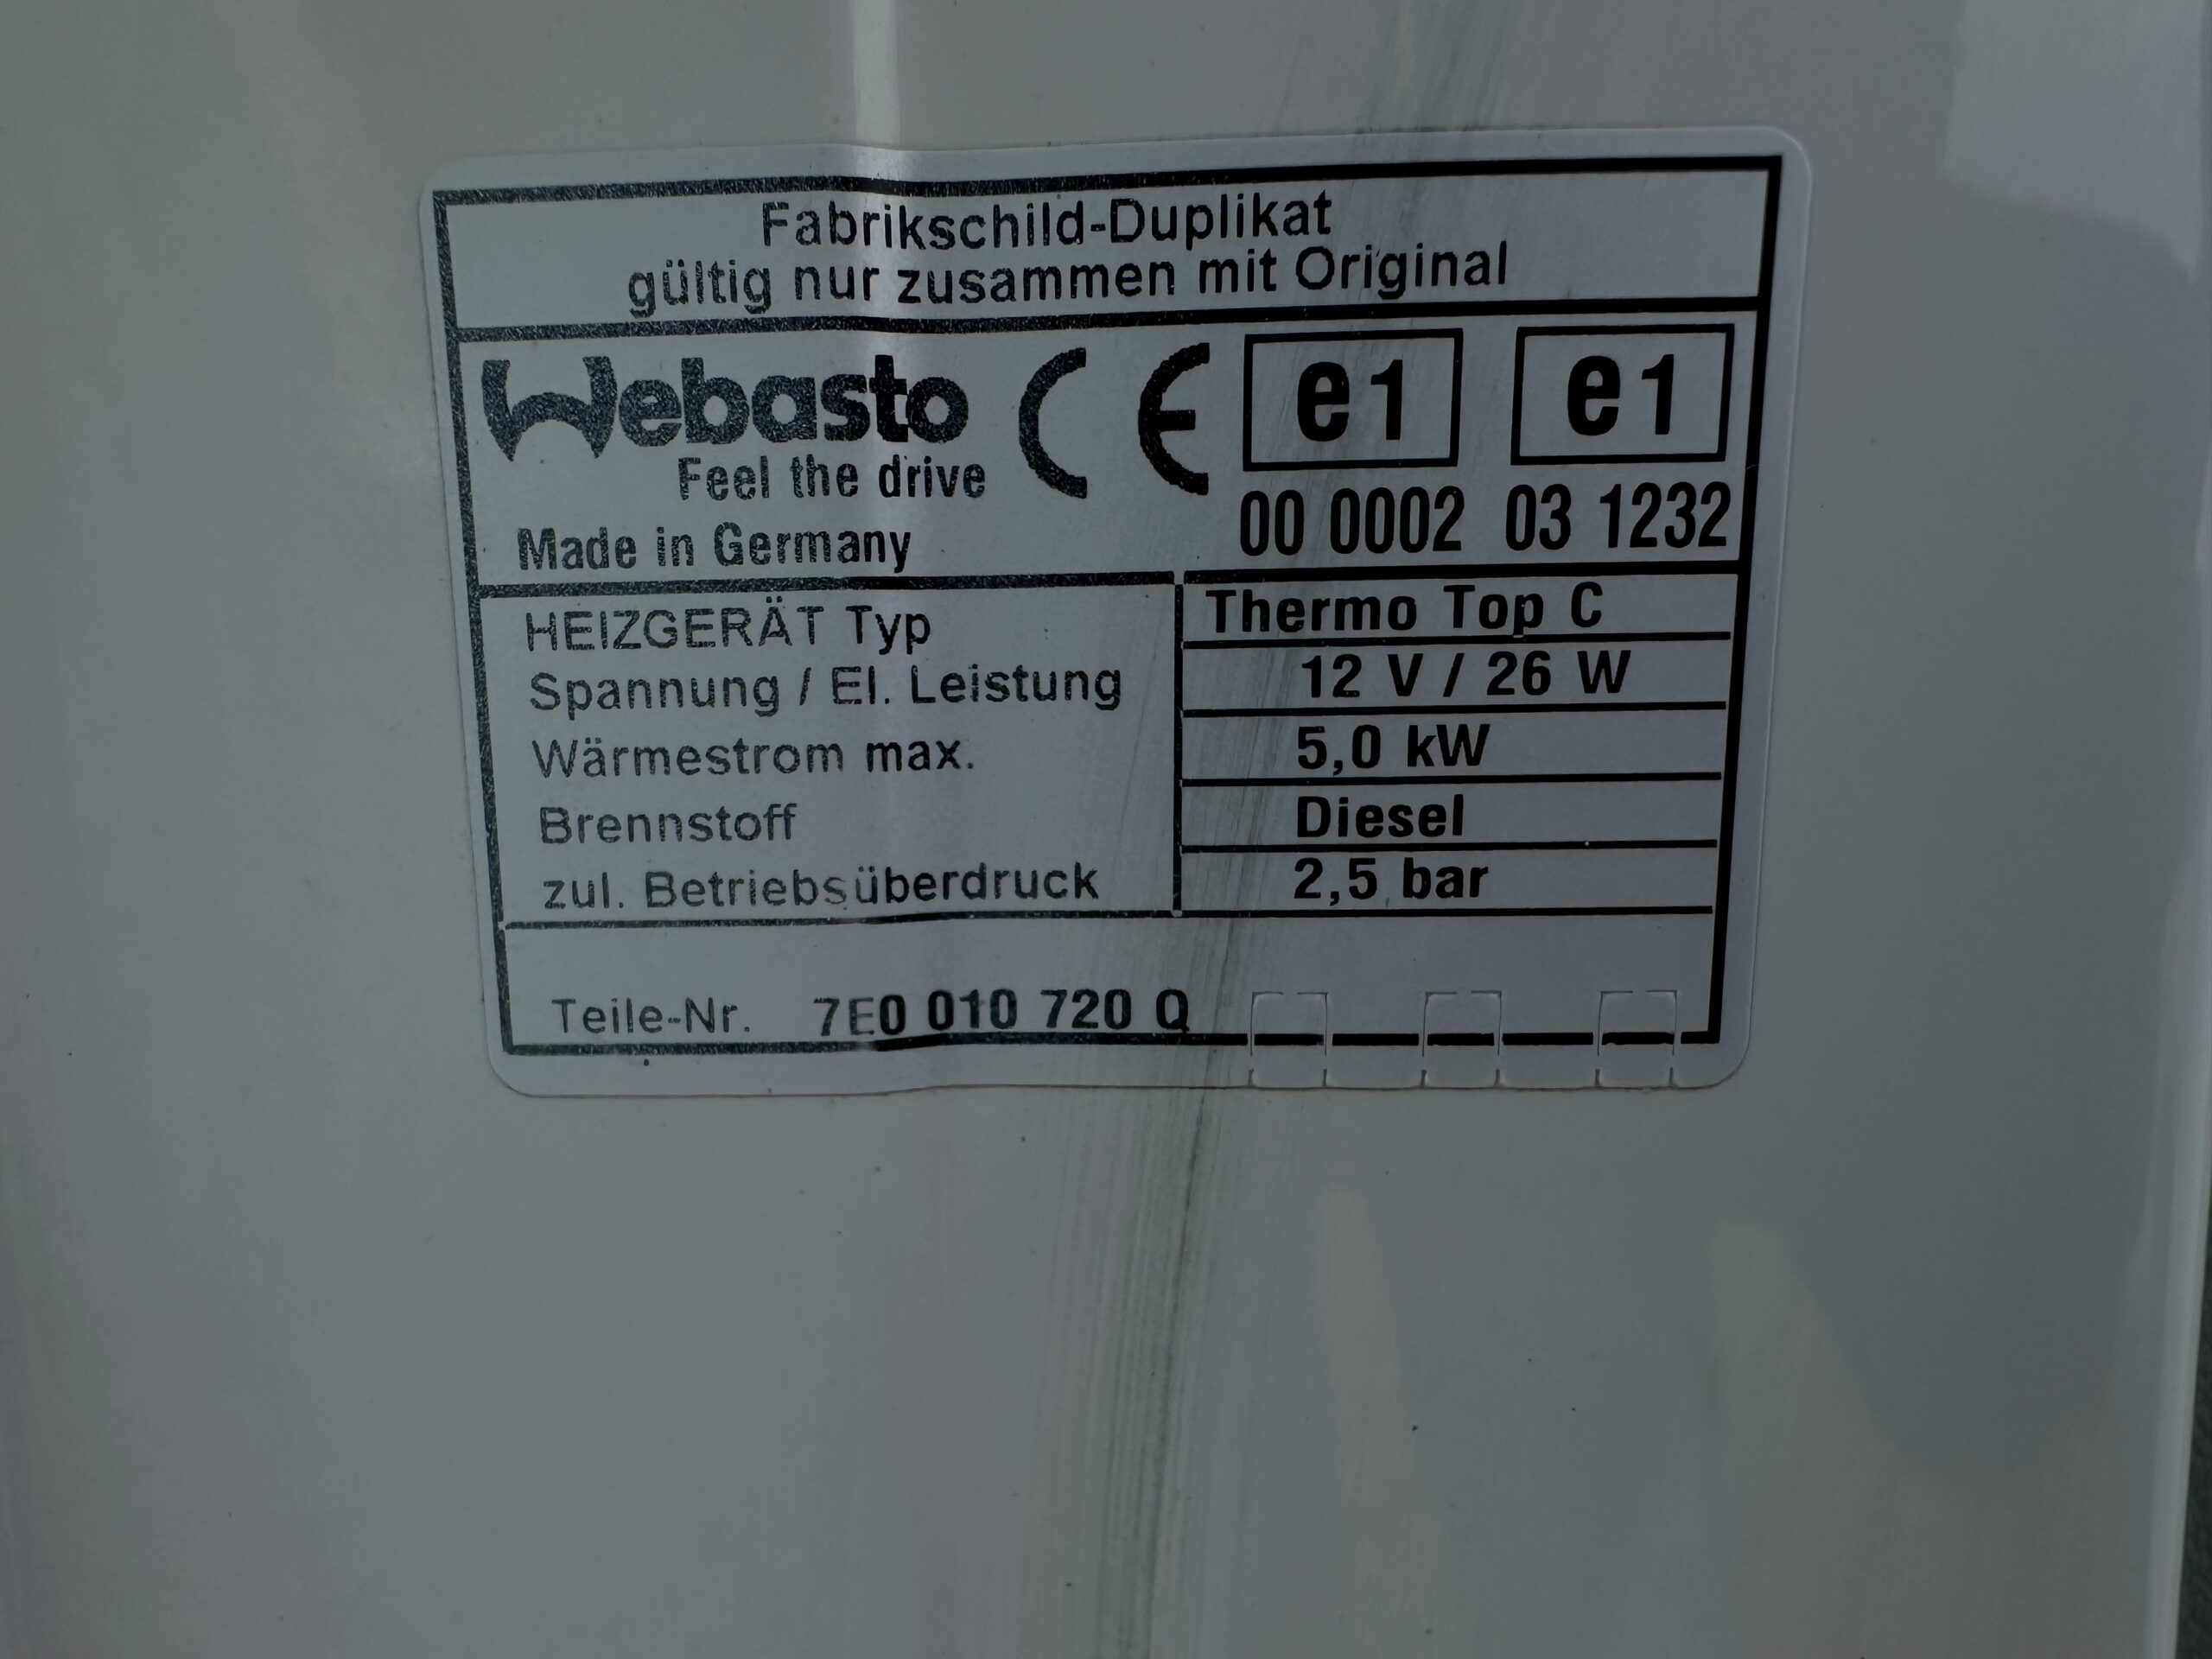 Fabrikschild-Duplikat
gültig nur zusammen mit Original
Webasto
Feel the drive
Made in Germany
CE
e1
e1
00 0002
03 1232
HEIZGERÄT Typ Thermo Top C
Spannung / El. Leistung 12 V / 26 W
Wärmestrom max. 5,0 kW
Brennstoff Diesel
zul. Betriebsüberdruck 2,5 bar
Teile-Nr. 7E0 010 720 Q